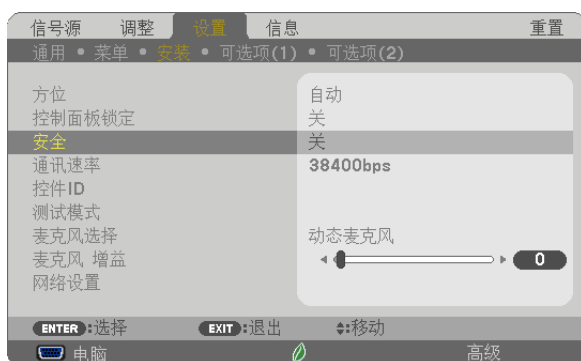 信号源 调整 设置 信息 重置
通用 • 菜单 • 安装 • 可选项(1) • 可选项(2)
方位 自动
控制面板锁定 关
安全 关
通讯速率 38400bps
控件ID
测试模式
麦克风选择 动态麦克风
麦克风 增益 0
网络设置
ENTER:选择 EXIT:退出 :移动
电脑 高级